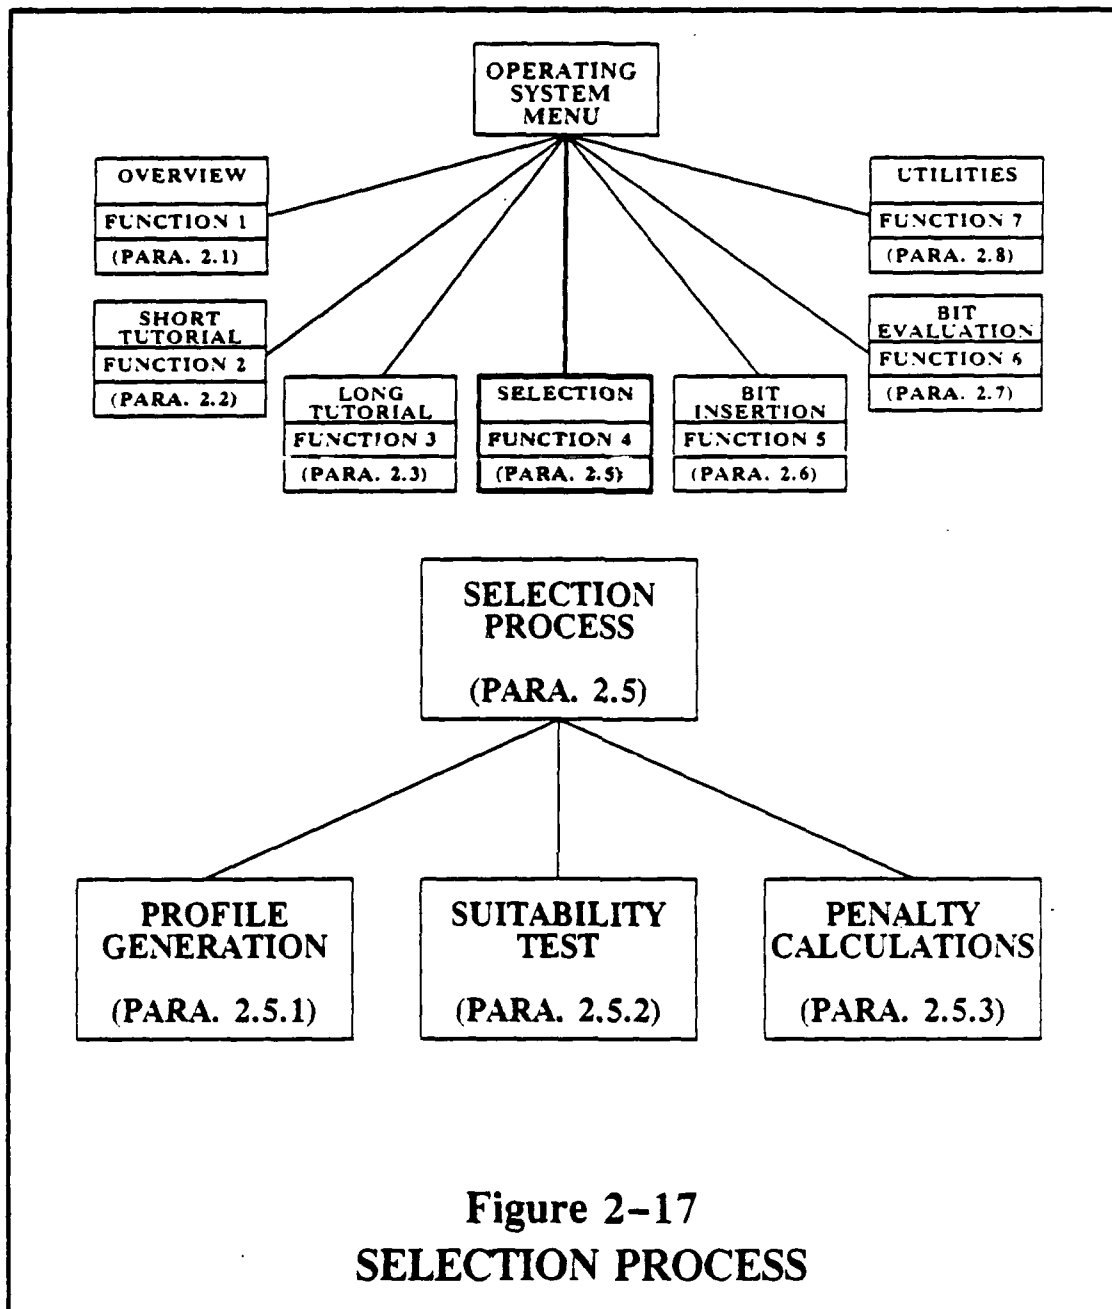 OPERATING
SYSTEM
MENU
OVERVIEW
FUNCTION 1
(PARA. 2.1)
SHORT
TUTORIAL
FUNCTION 2
(PARA. 2.2)
LONG
TUTORIAL
FUNCTION 3
(PARA. 2.3)
SELECTION
FUNCTION 4
(PARA. 2.5)
BIT
INSERTION
FUNCTION 5
(PARA. 2.6)
BIT
EVALUATION
FUNCTION 6
(PARA. 2.7)
UTILITIES
FUNCTION 7
(PARA. 2.8)
SELECTION
PROCESS
(PARA. 2.5)
PROFILE
GENERATION
(PARA. 2.5.1)
SUITABILITY
TEST
(PARA. 2.5.2)
PENALTY
CALCULATIONS
(PARA. 2.5.3)
Figure 2-17
SELECTION PROCESS